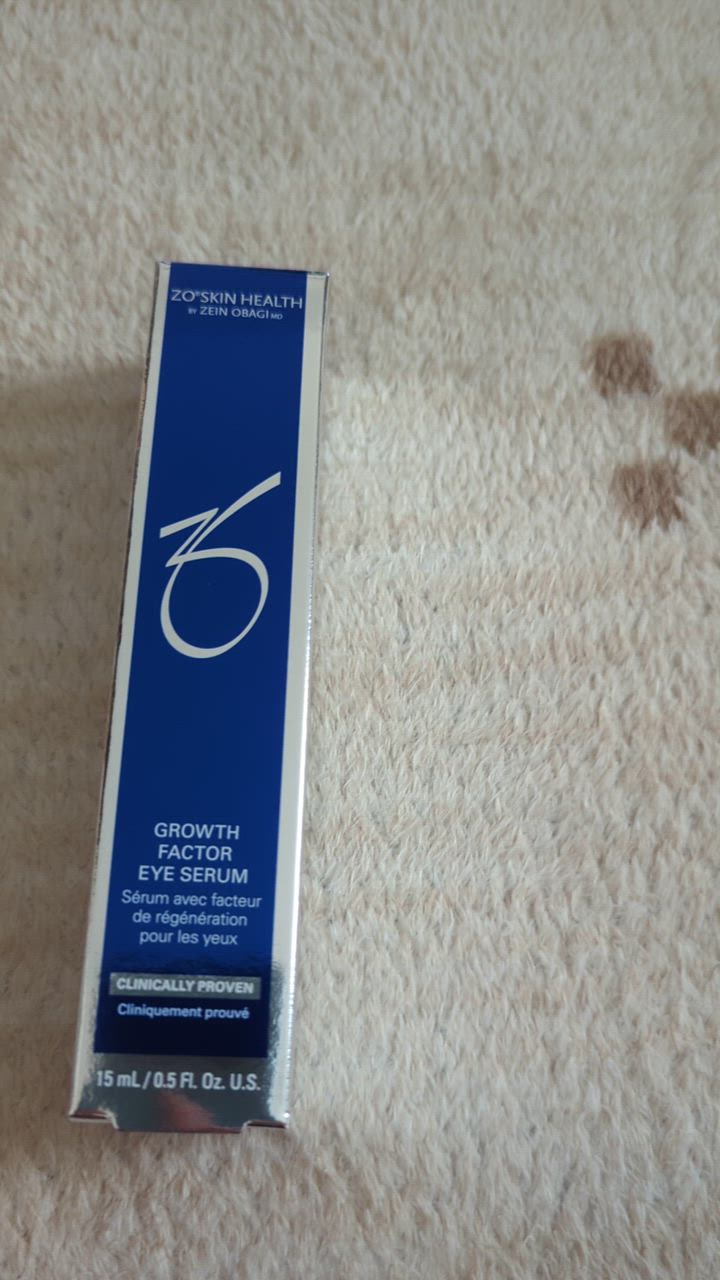 ZO® SKIN HEALTH
BY ZEIN OBAGI MD
GROWTH
FACTOR
EYE SERUM
Sérum avec facteur
de régénération
pour les yeux
CLINICALLY PROVEN
Cliniquement prouvé
15 mL / 0.5 Fl. Oz. U.S.